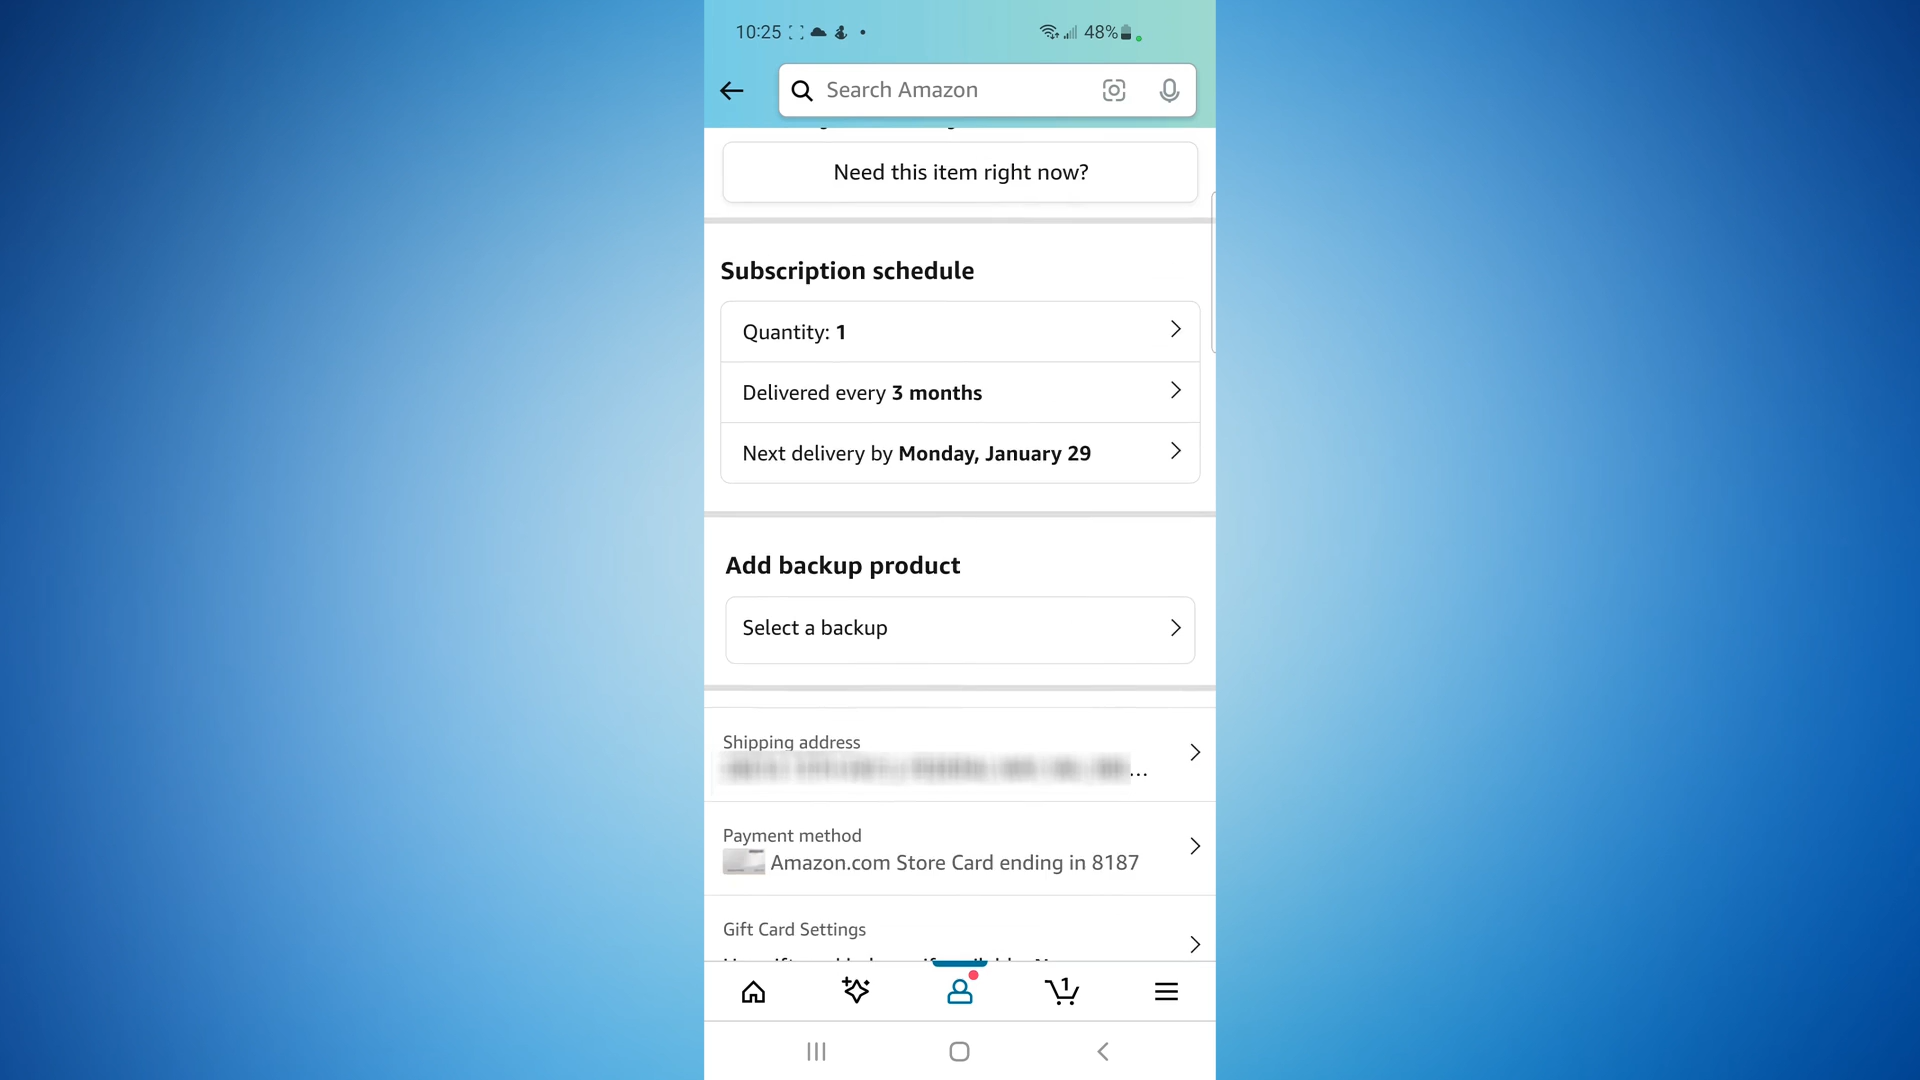 10:25
48%
Search Amazon
Need this item right now?
Subscription schedule
Quantity: 1
Delivered every 3 months
Next delivery by Monday, January 29
Add backup product
Select a backup
Shipping address
...
Payment method
Amazon.com Store Card ending in 8187
Gift Card Settings
1